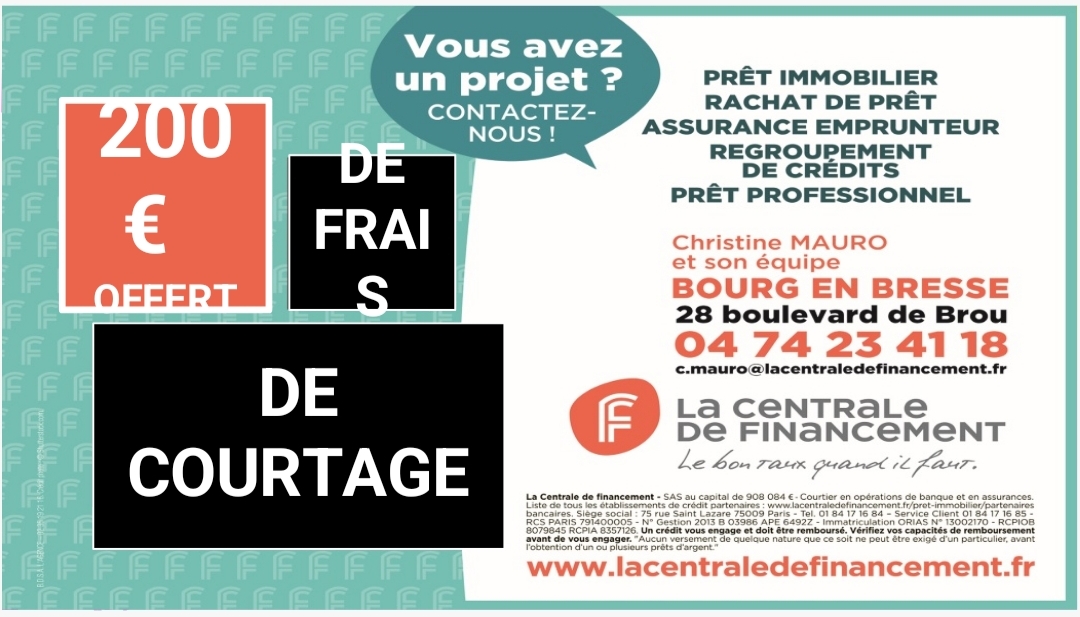 200
€
OFFERT
DE
FRAI
S
DE
COURTAGE
Vous avez
un projet ?
CONTACTEZ-
NOUS !
PRÊT IMMOBILIER
RACHAT DE PRÊT
ASSURANCE EMPRUNTEUR
REGROUPEMENT
DE CRÉDITS
PRÊT PROFESSIONNEL
Christine MAURO
et son équipe
BOURG EN BRESSE
28 boulevard de Brou
04 74 23 41 18
c.mauro@lacentraledefinancement.fr
LA CENTRALE
DE FINANCEMENT
Le bon taux quand il faut.
La Centrale de financement - SAS au capital de 908 084 € - Courtier en opérations de banque et en assurances.
Liste de tous les établissements de crédit partenaires : www.lacentraledefinancement.fr/pret-immobilier/partenaires
bancaires. Siège social : 75 rue Saint Lazare 75009 Paris - Tel. 01 84 17 16 84 - Service Client 01 84 17 16 85 -
RCS PARIS 791400005 - N° Gestion 2013 B 03986 APE 6492Z - Immatriculation ORIAS N° 13002170 - RCPIOB
8079845 RCPIA 8357126. Un crédit vous engage et doit être remboursé. Vérifiez vos capacités de remboursement
avant de vous engager. "Aucun versement de quelque nature que ce soit ne peut être exigé d'un particulier, avant
l'obtention d'un ou plusieurs prêts d'argent."
www.lacentraledefinancement.fr